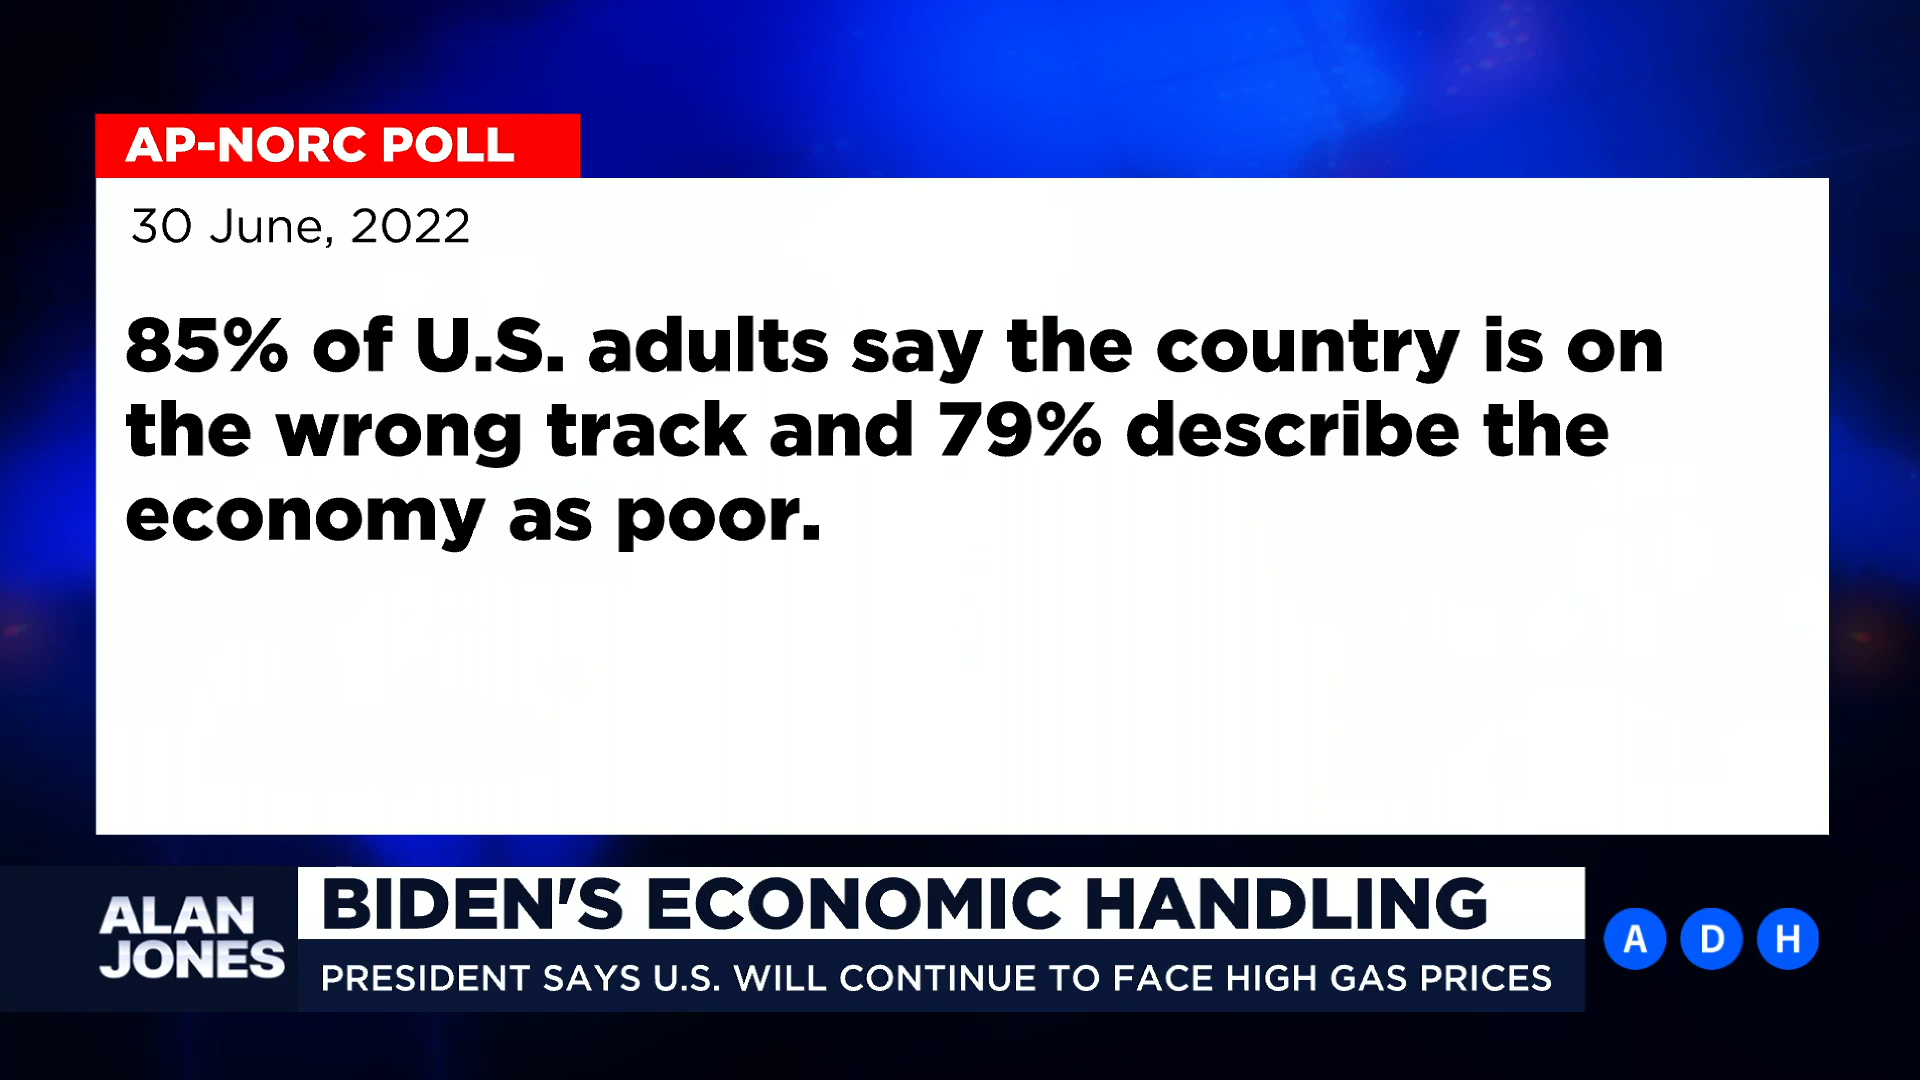 AP-NORC POLL
30 June, 2022
85% of U.S. adults say the country is on
the wrong track and 79% describe the
economy as poor.
ALAN
JONES
BIDEN'S ECONOMIC HANDLING
PRESIDENT SAYS U.S. WILL CONTINUE TO FACE HIGH GAS PRICES
A D H